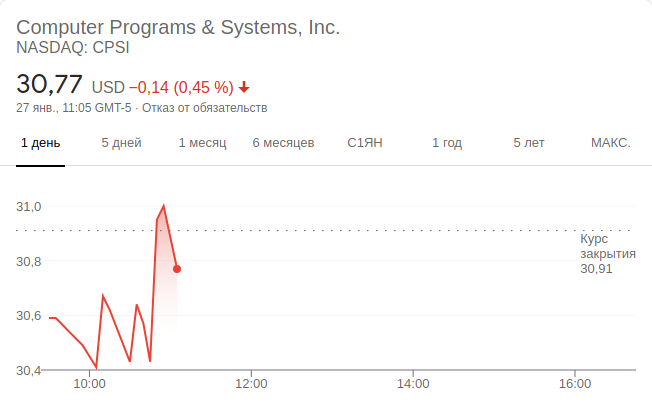 Computer Programs & Systems, Inc.
NASDAQ: CPSI
30,77 USD −0,14 (0,45 %)
27 янв., 11:05 GMT-5 · Отказ от обязательств
1 день 5 дней 1 месяц 6 месяцев С1ЯН 1 год 5 лет МАКС.
31,0
Курс
закрытия
30,91
30,8
30,6
30,4
10:00 12:00 14:00 16:00